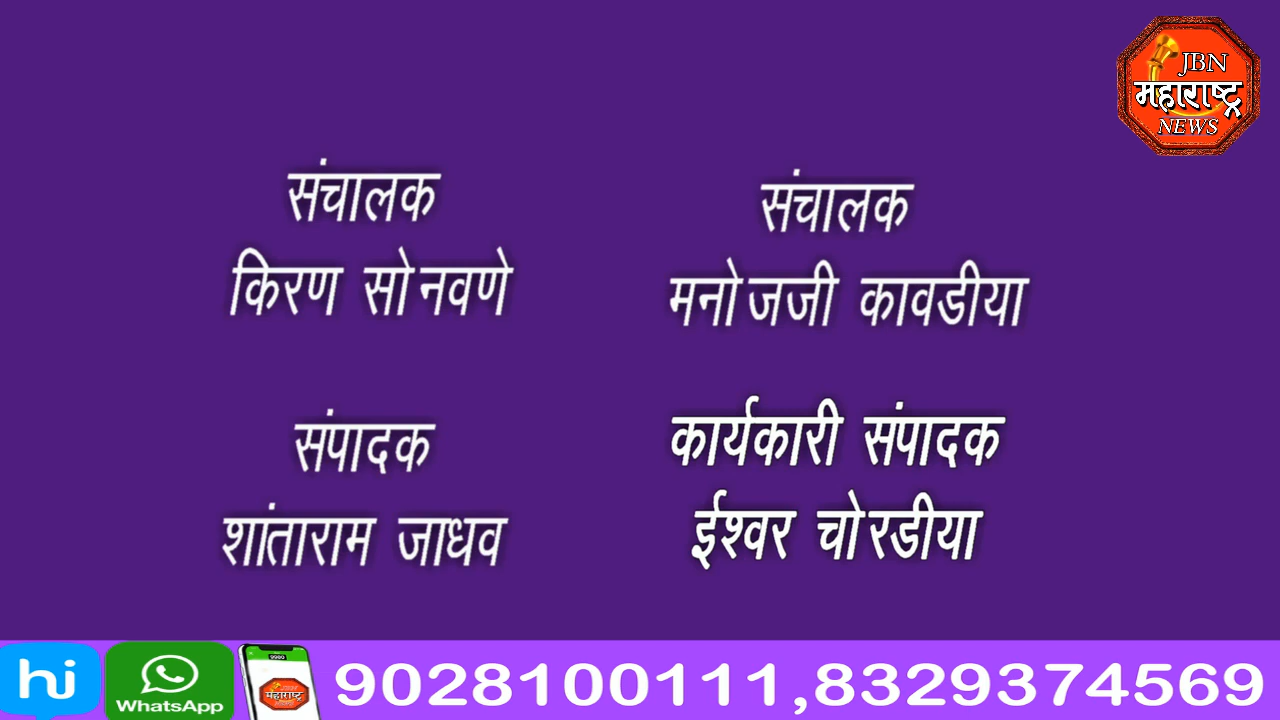 JBN
महाराष्ट्र
NEWS
संचालक
किरण सोनवणे
संचालक
मनोजजी कावडीया
संपादक
शांताराम जाधव
कार्यकारी संपादक
ईश्वर चोरडीया
hi
WhatsApp
महाराष्ट्र
9028100111,8329374569